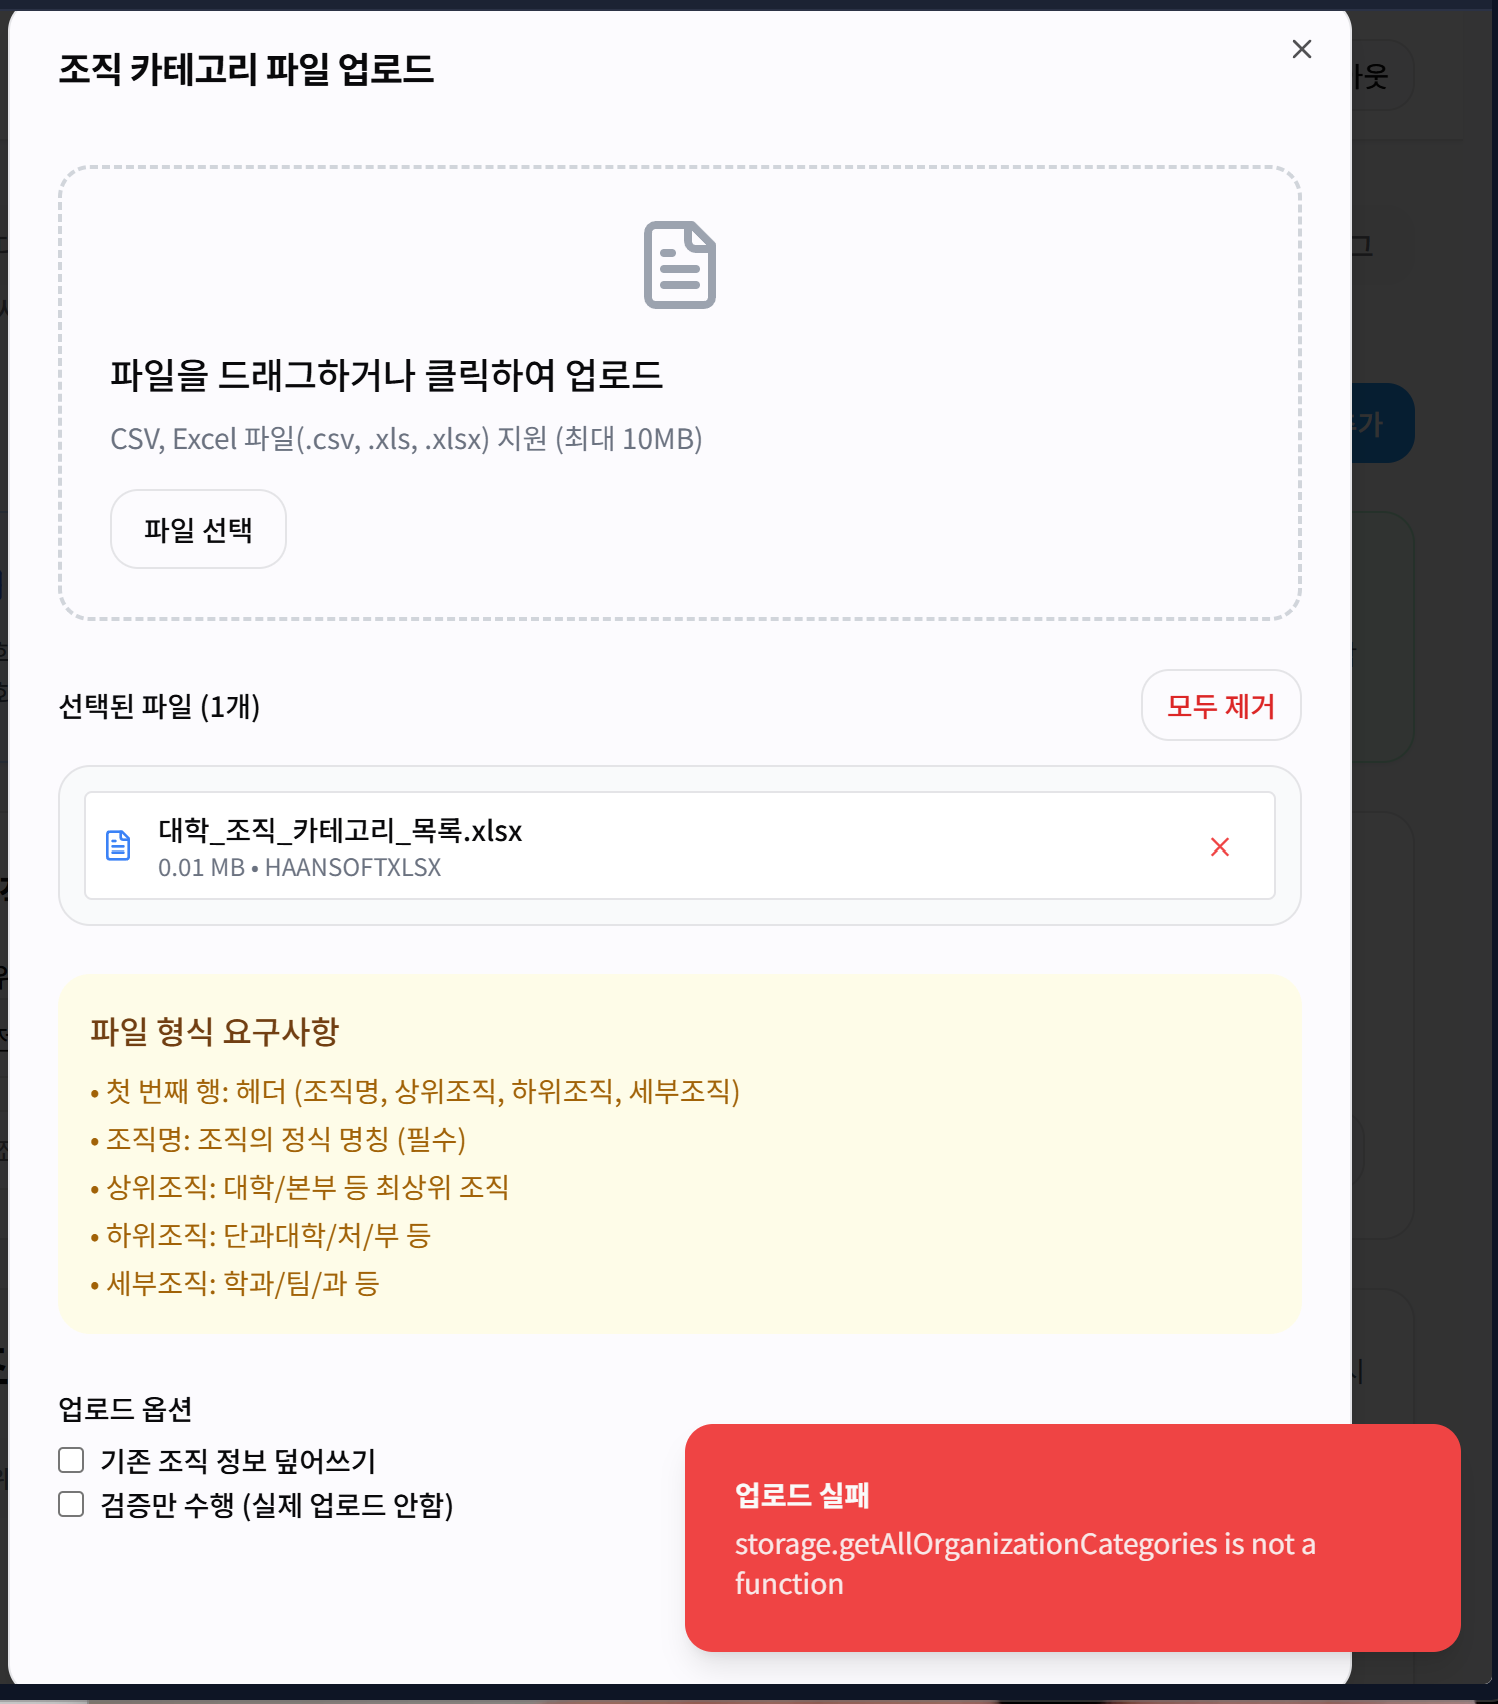 조직 카테고리 파일 업로드
파일을 드래그하거나 클릭하여 업로드
CSV, Excel 파일(.csv, .xls, .xlsx) 지원 (최대 10MB)
파일 선택
선택된 파일 (1개)
모두 제거
대학_조직_카테고리_목록.xlsx
0.01 MB • HAANSOFTXLSX
파일 형식 요구사항
• 첫 번째 행: 헤더 (조직명, 상위조직, 하위조직, 세부조직)
• 조직명: 조직의 정식 명칭 (필수)
• 상위조직: 대학/본부 등 최상위 조직
• 하위조직: 단과대학/처/부 등
• 세부조직: 학과/팀/과 등
업로드 옵션
기존 조직 정보 덮어쓰기
검증만 수행 (실제 업로드 안함)
업로드 실패
storage.getAllOrganizationCategories is not a
function